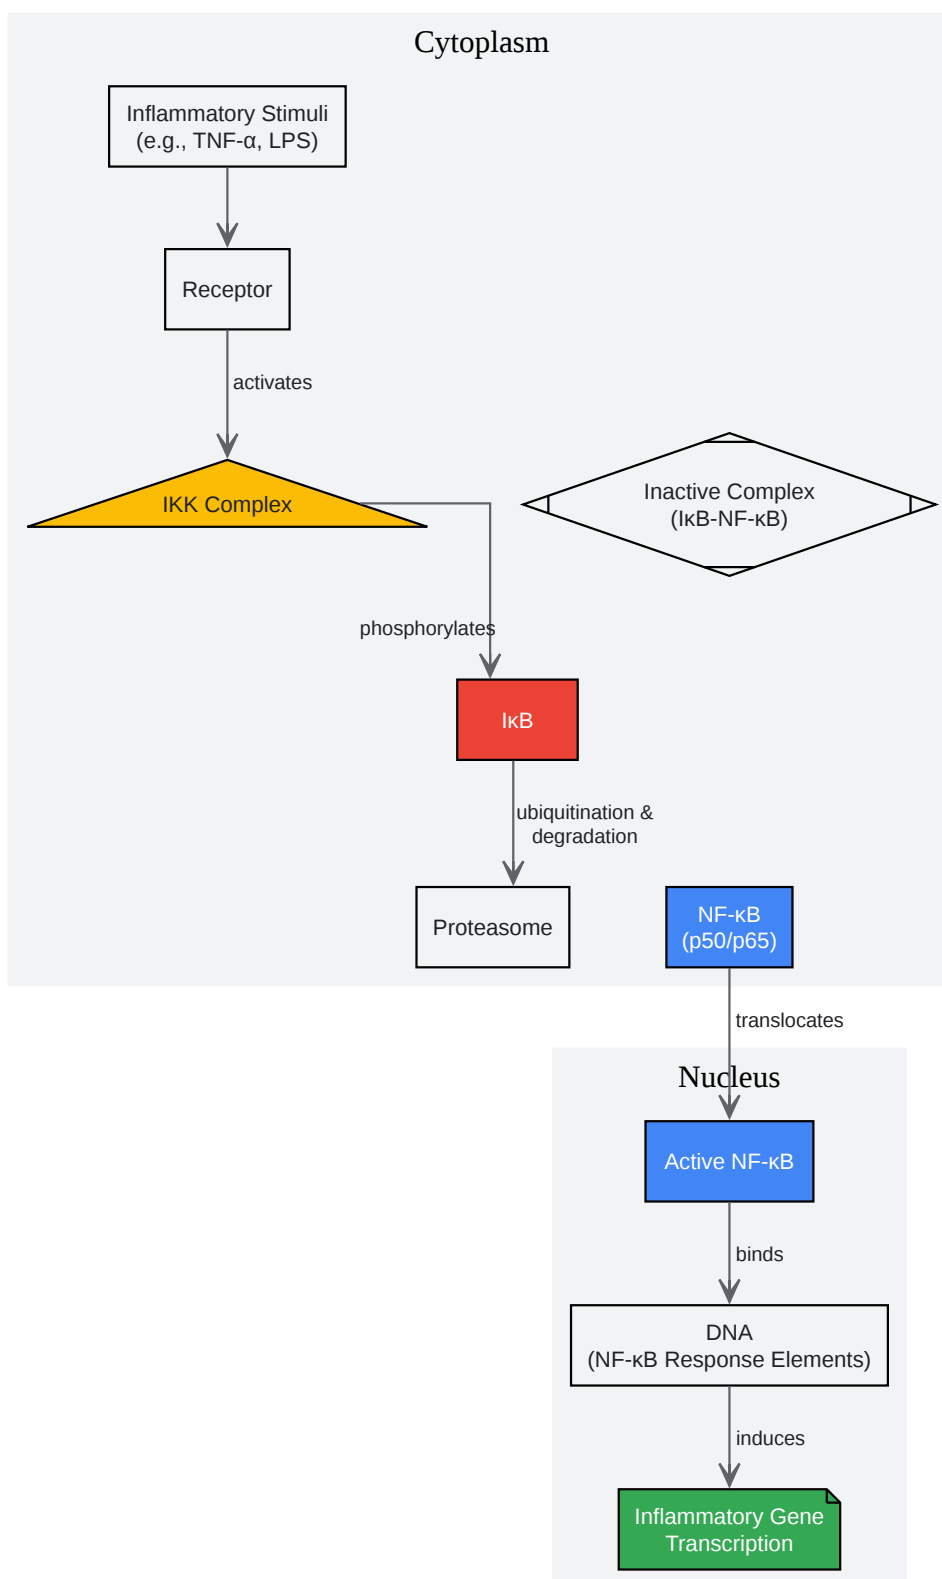 Cytoplasm
Inflammatory Stimuli
(e.g., TNF-α, LPS)
Receptor
activates
IKK Complex
Inactive Complex
(IκB-NF-κB)
phosphorylates
IκB
ubiquitination &
degradation
Proteasome
NF-κB
(p50/p65)
translocates
Nucleus
Active NF-κB
binds
DNA
(NF-κB Response Elements)
induces
Inflammatory Gene
Transcription